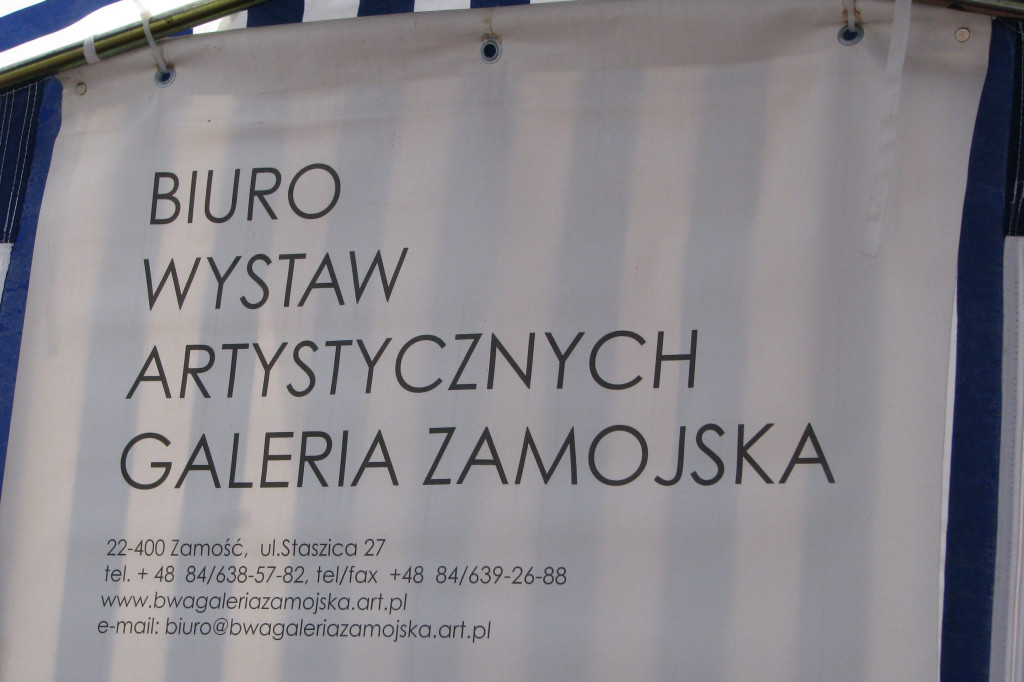 BIURO
WYSTAW
ARTYSTYCZNYCH
GALERIA ZAMOJSKA
22-400 Zamość, ul.Staszica 27
tel. + 48 84/638-57-82, tel/fax +48 84/639-26-88
www.bwagaleriazamojska.art.pl
e-mail: biuro@bwagaleriazamojska.art.pl